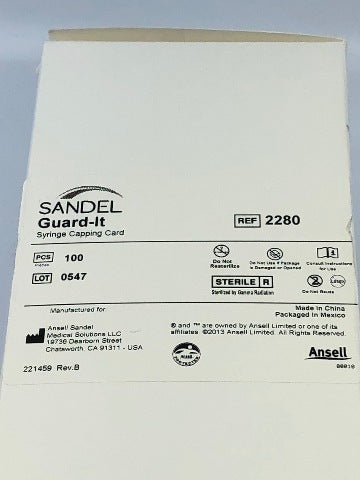 SANDEL
Guard-It
Syringe Capping Card
REF 2280
PCS 100
LOT 0547
Do Not
Resterilize
Do Not Use if Package
is Damaged or Opened
Consult Instructions
for Use
STERILE R
Sterilized by Gamma Radiation
2
Latex
Do Not Reuse
Manufactured for:
Made in China
Packaged in Mexico
Ansell Sandel
Medical Solutions LLC
19736 Dearborn Street
Chatsworth, CA 91311 - USA
® and ™ are owned by Ansell Limited or one of its
affiliates. ©2013 Ansell Limited. All Rights Reserved.
Ansell
221459 Rev.B
00010